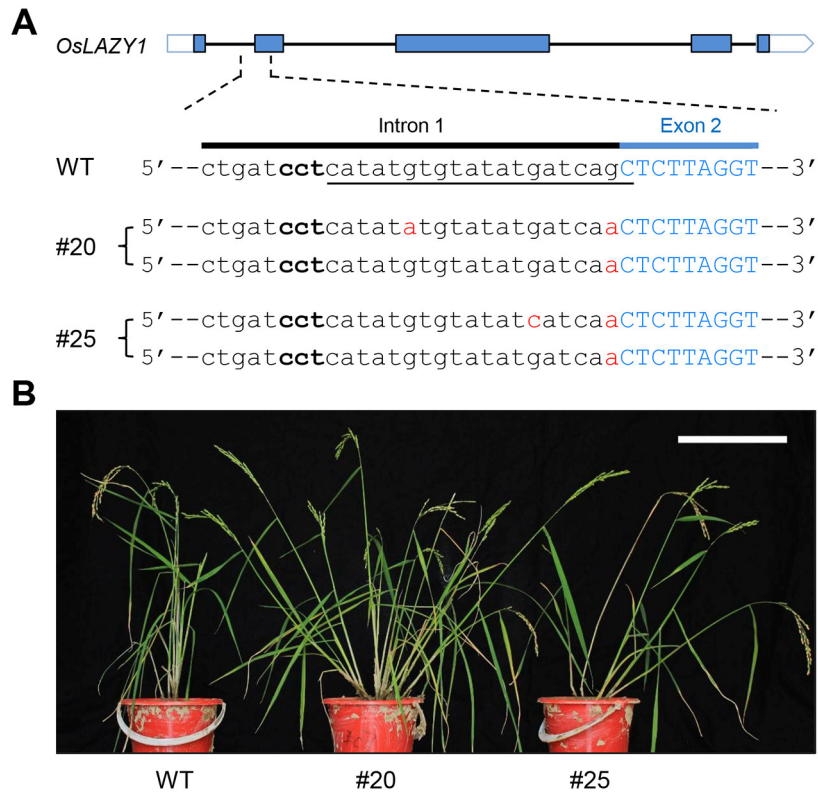 A
OsLAZY1
Intron 1 Exon 2
WT 5′--ctgatcctcatatgtgtatatgatcagCTCTTAGGT--3′
5′--ctgatcctcatatatgtatatgatcaaCTCTTAGGT--3′
#20
5′--ctgatcctcatatgtgtatatgatcaaCTCTTAGGT--3′
5′--ctgatcctcatatgtgtatatcatcaaCTCTTAGGT--3′
#25
5′--ctgatcctcatatgtgtatatgatcaaCTCTTAGGT--3′
B
WT #20 #25